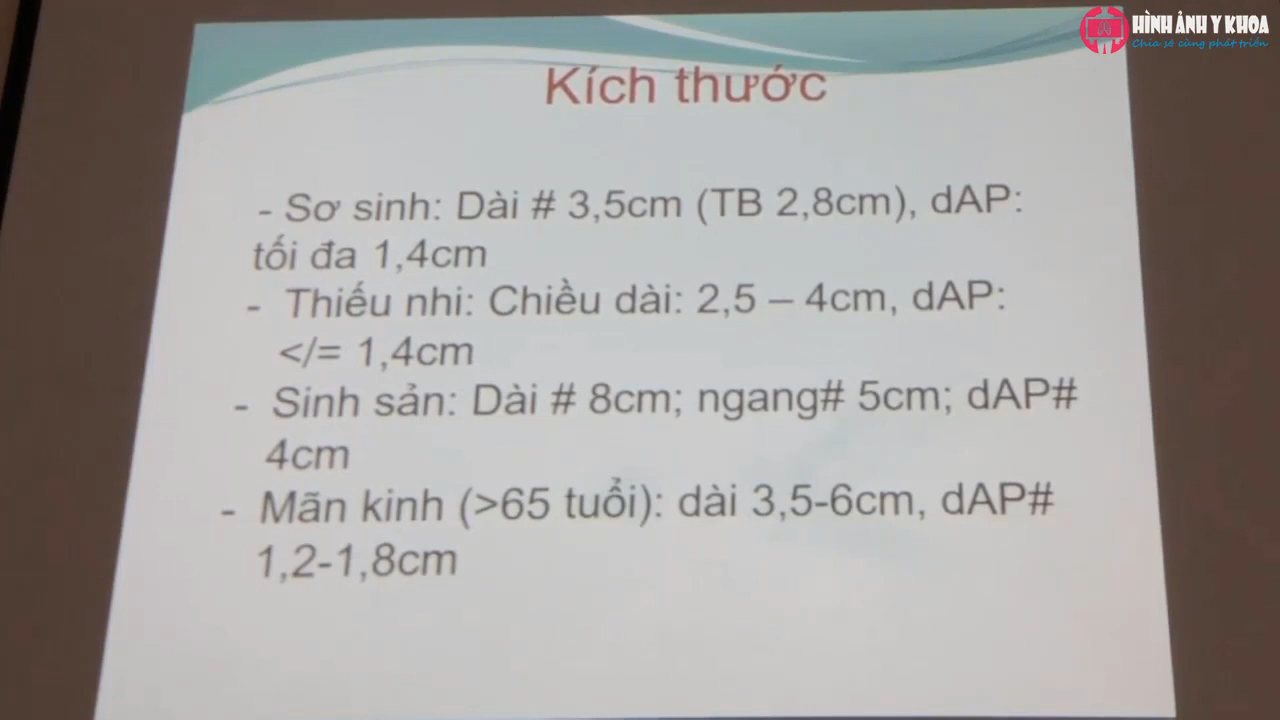 HÌNH ẢNH Y KHOA
Chia sẻ cùng phát triển
Kích thước
- Sơ sinh: Dài # 3,5cm (TB 2,8cm), dAP:
tối đa 1,4cm
- Thiếu nhi: Chiều dài: 2,5 – 4cm, dAP:
</= 1,4cm
- Sinh sản: Dài # 8cm; ngang# 5cm; dAP#
4cm
- Mãn kinh (>65 tuổi): dài 3,5-6cm, dAP#
1,2-1,8cm